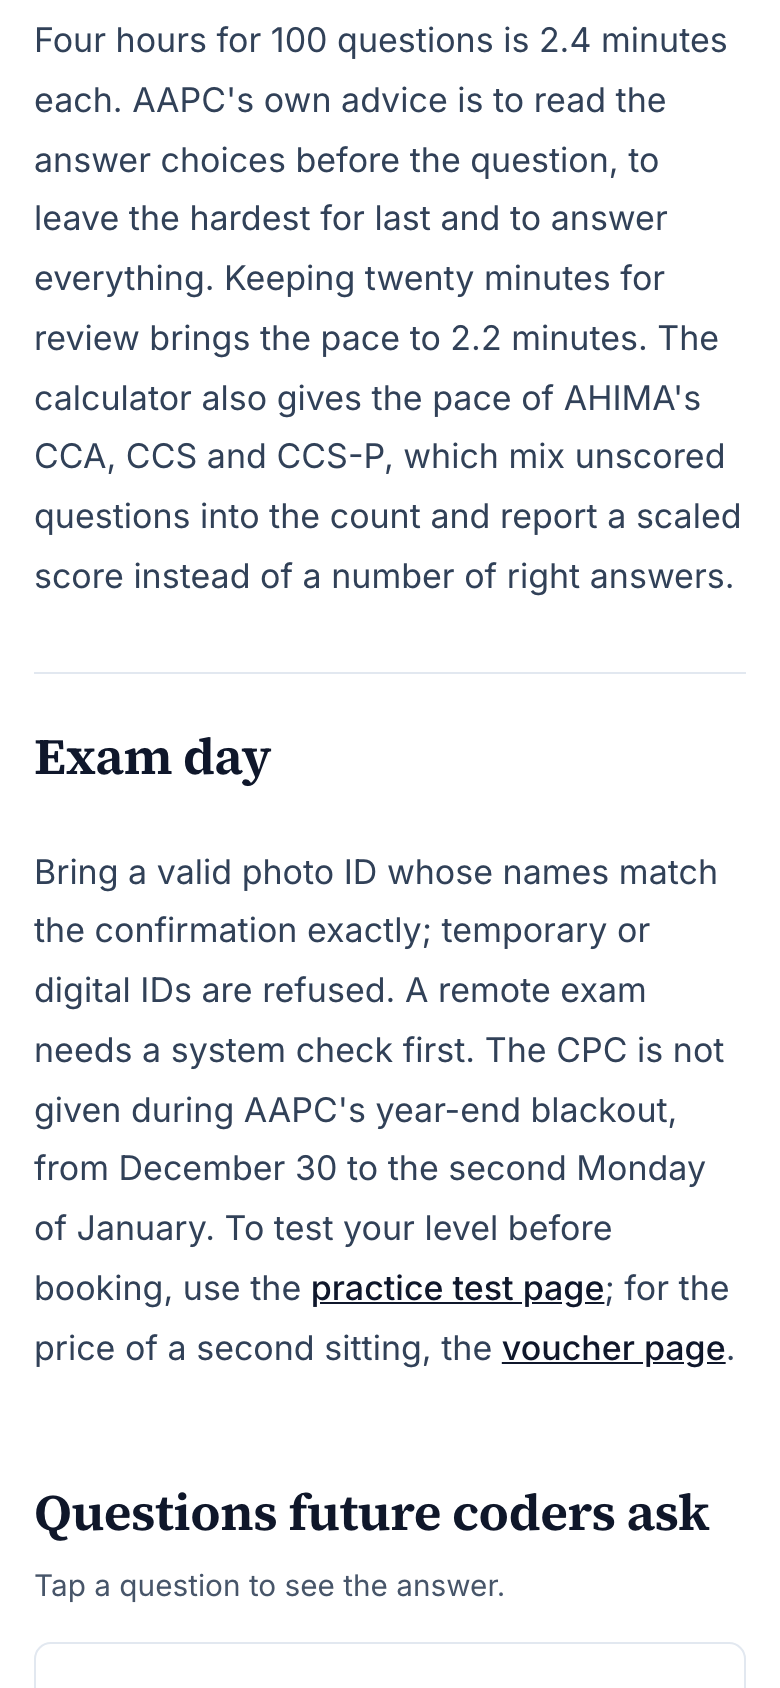 Four hours for 100 questions is 2.4 minutes
each. AAPC's own advice is to read the
answer choices before the question, to
leave the hardest for last and to answer
everything. Keeping twenty minutes for
review brings the pace to 2.2 minutes. The
calculator also gives the pace of AHIMA's
CCA, CCS and CCS-P, which mix unscored
questions into the count and report a scaled
score instead of a number of right answers.
Exam day
Bring a valid photo ID whose names match
the confirmation exactly; temporary or
digital IDs are refused. A remote exam
needs a system check first. The CPC is not
given during AAPC's year-end blackout,
from December 30 to the second Monday
of January. To test your level before
booking, use the practice test page; for the
price of a second sitting, the voucher page.
Questions future coders ask
Tap a question to see the answer.